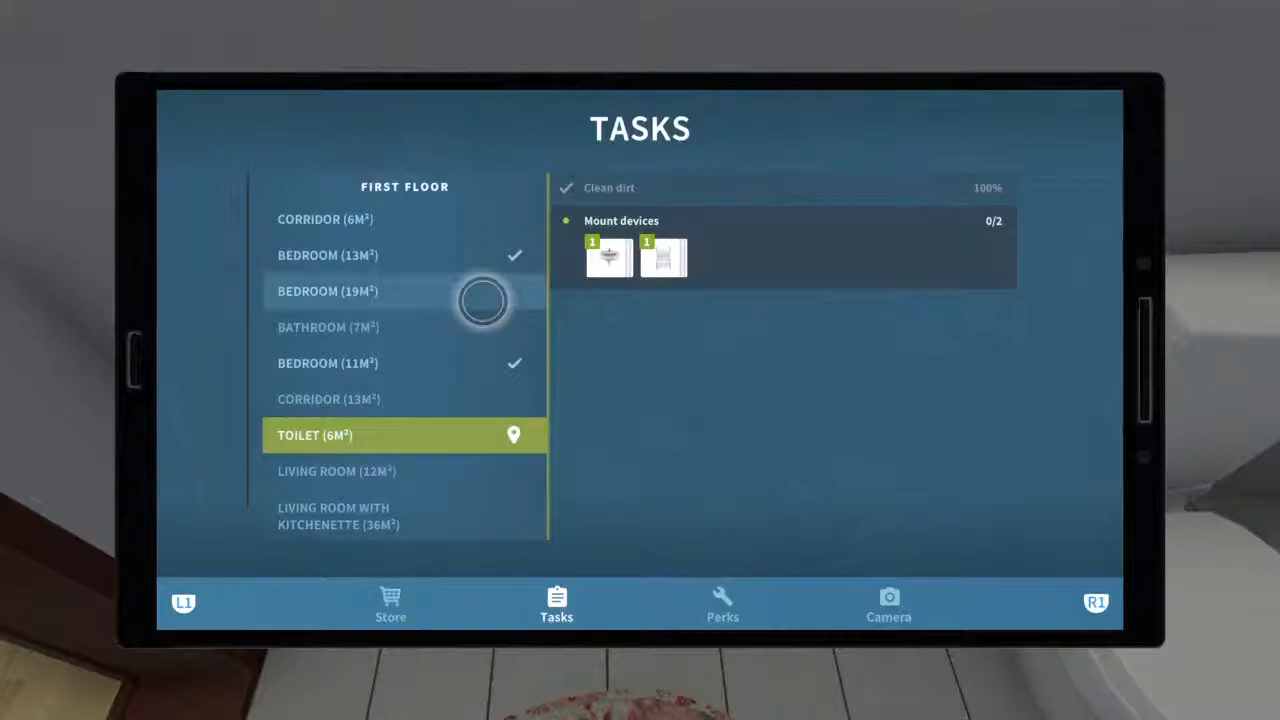 TASKS
FIRST FLOOR
CORRIDOR (6M²)
BEDROOM (13M²)
BEDROOM (19M²)
BATHROOM (7M²)
BEDROOM (11M²)
CORRIDOR (13M²)
TOILET (6M²)
LIVING ROOM (12M²)
LIVING ROOM WITH
KITCHENETTE (36M²)
Clean dirt 100%
Mount devices 0/2
1 1
L1 Store Tasks Perks Camera R1